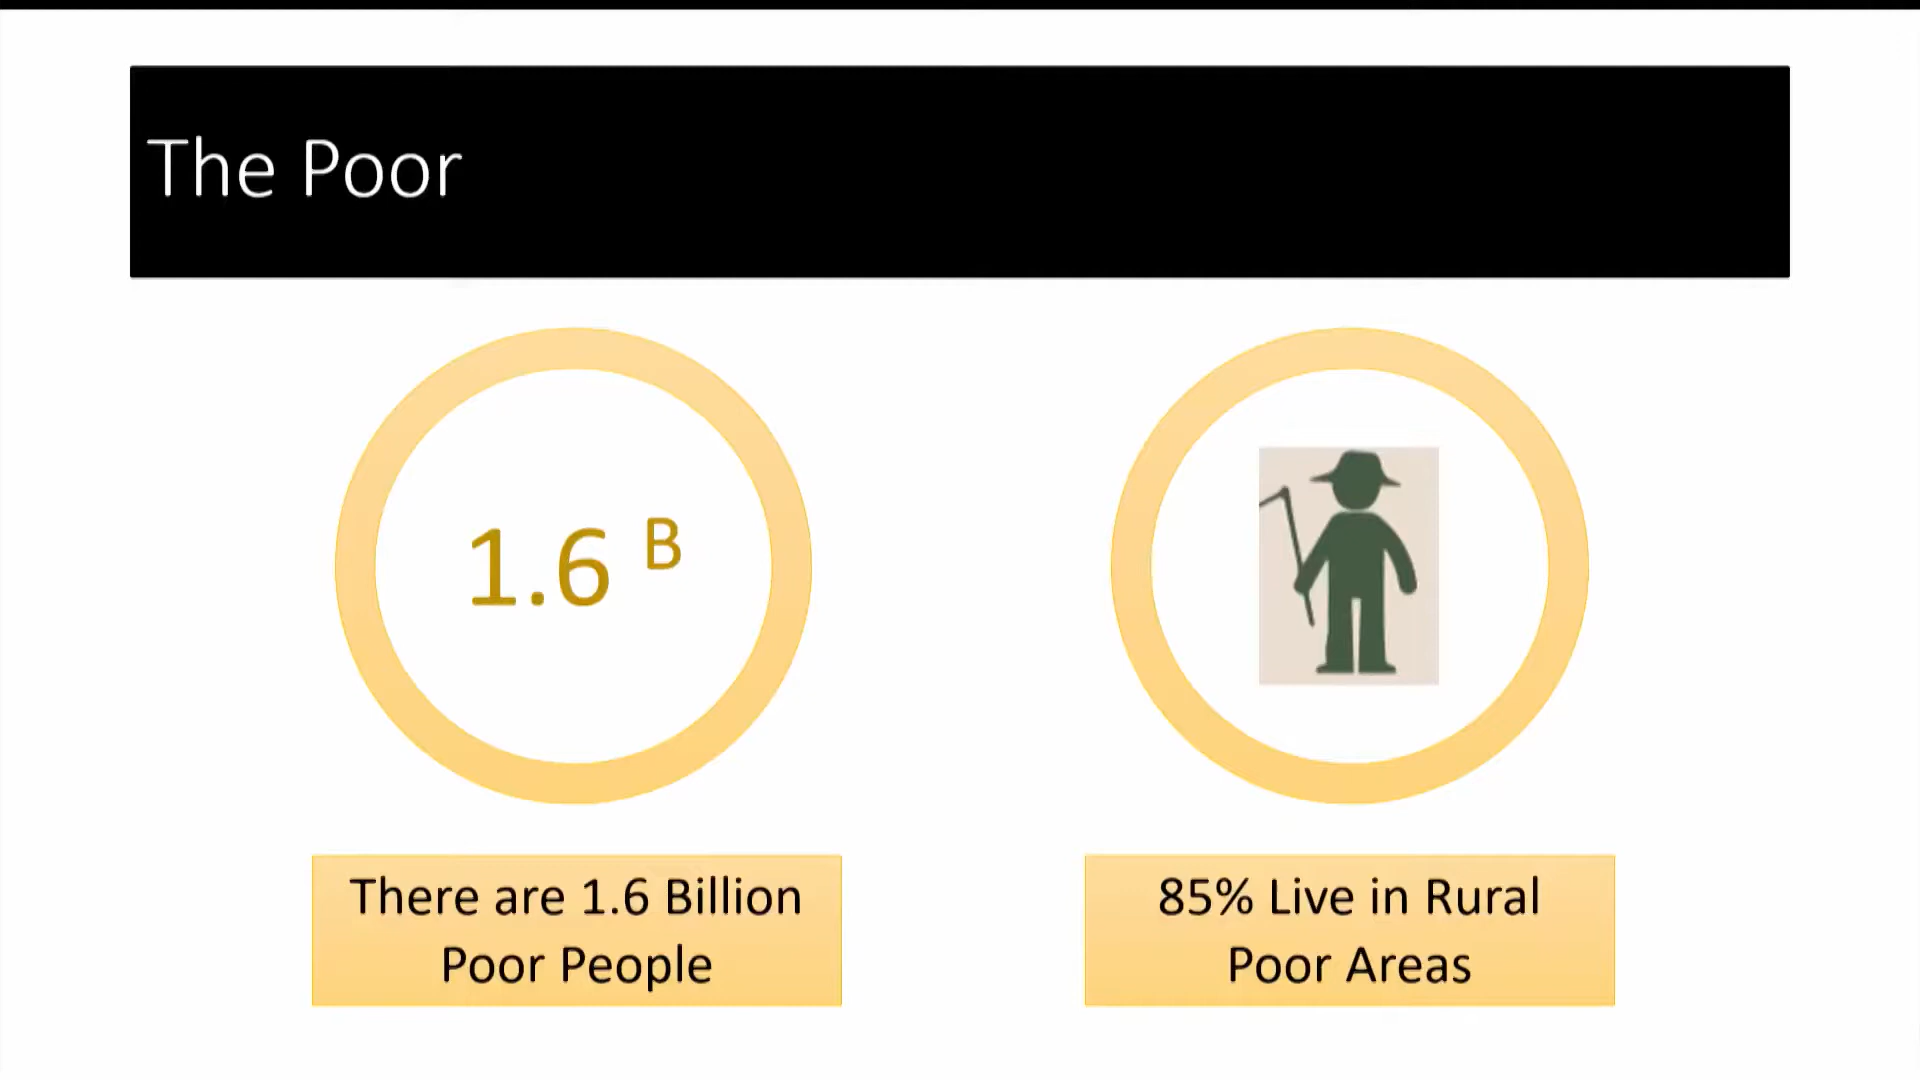 The Poor
1.6 B
There are 1.6 Billion
Poor People
85% Live in Rural
Poor Areas